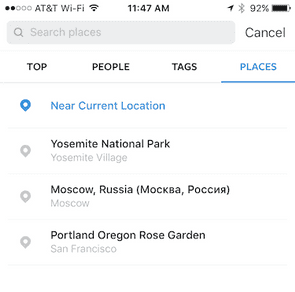 AT&T Wi-Fi 11:47 AM 92%
Search places Cancel
TOP PEOPLE TAGS PLACES
Near Current Location
Yosemite National Park
Yosemite Village
Moscow, Russia (Москва, Россия)
Moscow
Portland Oregon Rose Garden
San Francisco